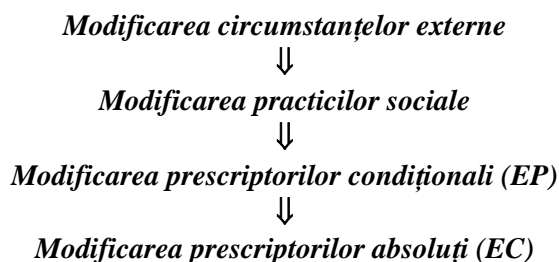 Modificarea circumstanțelor externe
⇓
Modificarea practicilor sociale
⇓
Modificarea prescriptorilor condiționali (EP)
⇓
Modificarea prescriptorilor absoluți (EC)